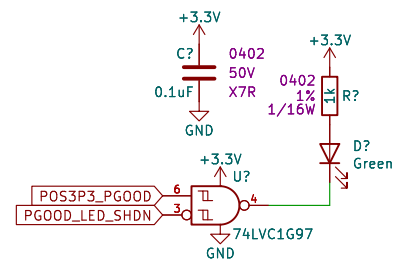 +3.3V
C?
0402
50V
0.1uF
X7R
GND
+3.3V
0402
1%
1k
R?
1/16W
D?
Green
+3.3V
U?
POS3P3_PGOOD
6
4
PGOOD_LED_SHDN
3
74LVC1G97
GND